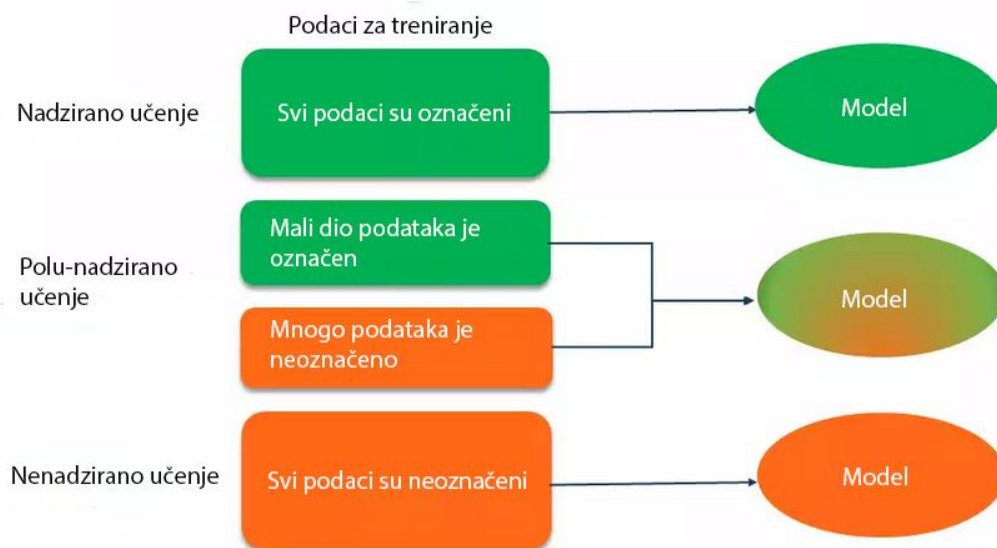 Podaci za treniranje
Nadzirano učenje
Svi podaci su označeni
Model
Polu-nadzirano
učenje
Mali dio podataka je
označen
Mnogo podataka je
neoznačeno
Model
Nenadzirano učenje
Svi podaci su neoznačeni
Model